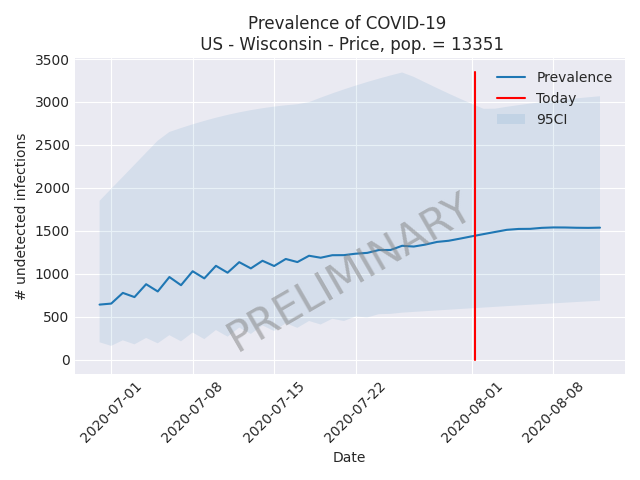 Prevalence of COVID-19
US - Wisconsin - Price, pop. = 13351
3500
3000
2500
2000
1500
1000
500
0
# undetected infections
Prevalence
Today
95CI
PRELIMINARY
2020-07-01
2020-07-08
2020-07-15
2020-07-22
2020-08-01
2020-08-08
Date